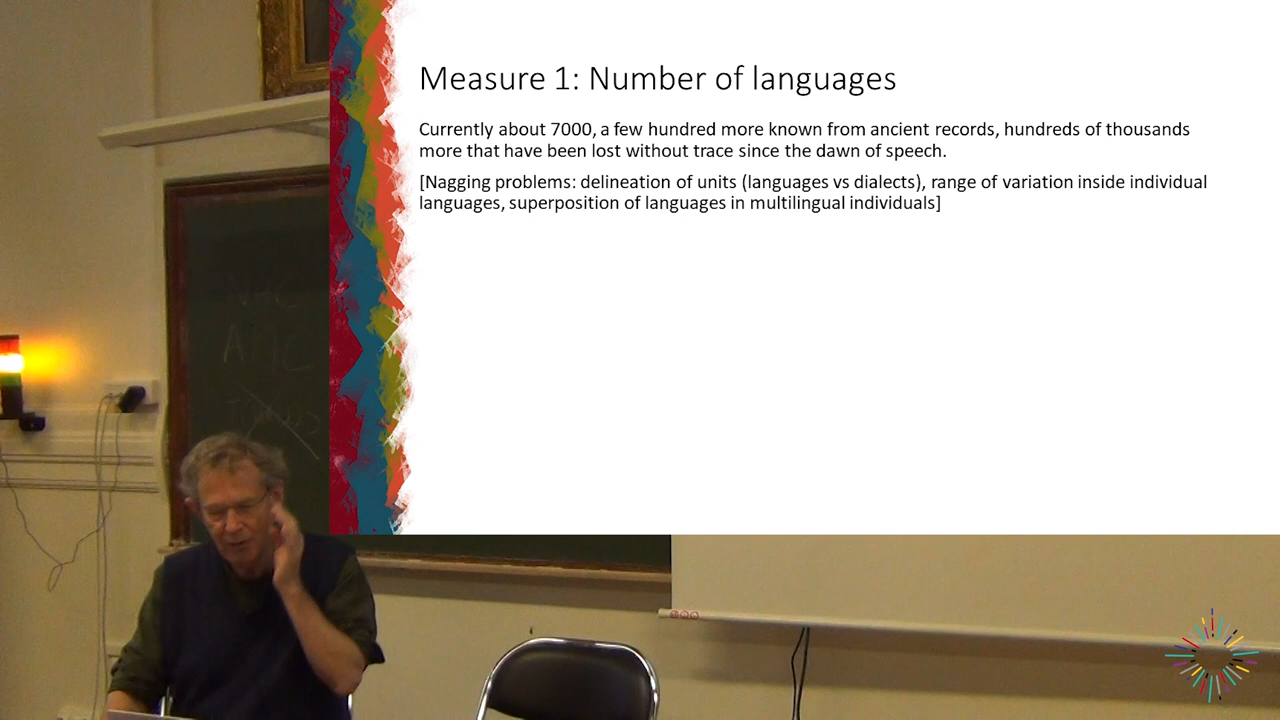 Measure 1: Number of languages
Currently about 7000, a few hundred more known from ancient records, hundreds of thousands
more that have been lost without trace since the dawn of speech.
[Nagging problems: delineation of units (languages vs dialects), range of variation inside individual
languages, superposition of languages in multilingual individuals]